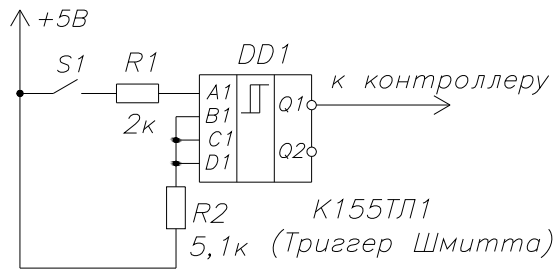 +5В
S1
R1
DD1
2к
A1
B1
C1
D1
Q1
Q2
к контроллеру
R2
5,1к
К155ТЛ1
(Триггер Шмитта)